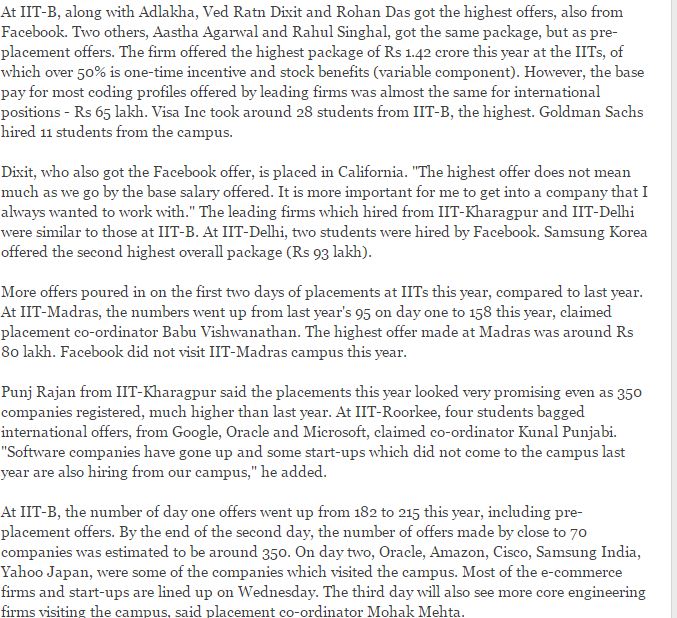 At IIT-B, along with Adlakha, Ved Ratn Dixit and Rohan Das got the highest offers, also from
Facebook. Two others, Aastha Agarwal and Rahul Singhal, got the same package, but as pre-
placement offers. The firm offered the highest package of Rs 1.42 crore this year at the IITs, of
which over 50% is one-time incentive and stock benefits (variable component). However, the base
pay for most coding profiles offered by leading firms was almost the same for international
positions - Rs 65 lakh. Visa Inc took around 28 students from IIT-B, the highest. Goldman Sachs
hired 11 students from the campus.
Dixit, who also got the Facebook offer, is placed in California. "The highest offer does not mean
much as we go by the base salary offered. It is more important for me to get into a company that I
always wanted to work with." The leading firms which hired from IIT-Kharagpur and IIT-Delhi
were similar to those at IIT-B. At IIT-Delhi, two students were hired by Facebook. Samsung Korea
offered the second highest overall package (Rs 93 lakh).
More offers poured in on the first two days of placements at IITs this year, compared to last year.
At IIT-Madras, the numbers went up from last year's 95 on day one to 158 this year, claimed
placement co-ordinator Babu Vishwanathan. The highest offer made at Madras was around Rs
80 lakh. Facebook did not visit IIT-Madras campus this year.
Punj Rajan from IIT-Kharagpur said the placements this year looked very promising even as 350
companies registered, much higher than last year. At IIT-Roorkee, four students bagged
international offers, from Google, Oracle and Microsoft, claimed co-ordinator Kunal Punjabi.
"Software companies have gone up and some start-ups which did not come to the campus last
year are also hiring from our campus," he added.
At IIT-B, the number of day one offers went up from 182 to 215 this year, including pre-
placement offers. By the end of the second day, the number of offers made by close to 70
companies was estimated to be around 350. On day two, Oracle, Amazon, Cisco, Samsung India,
Yahoo Japan, were some of the companies which visited the campus. Most of the e-commerce
firms and start-ups are lined up on Wednesday. The third day will also see more core engineering
firms visiting the campus, said placement co-ordinator Mohak Mehta.